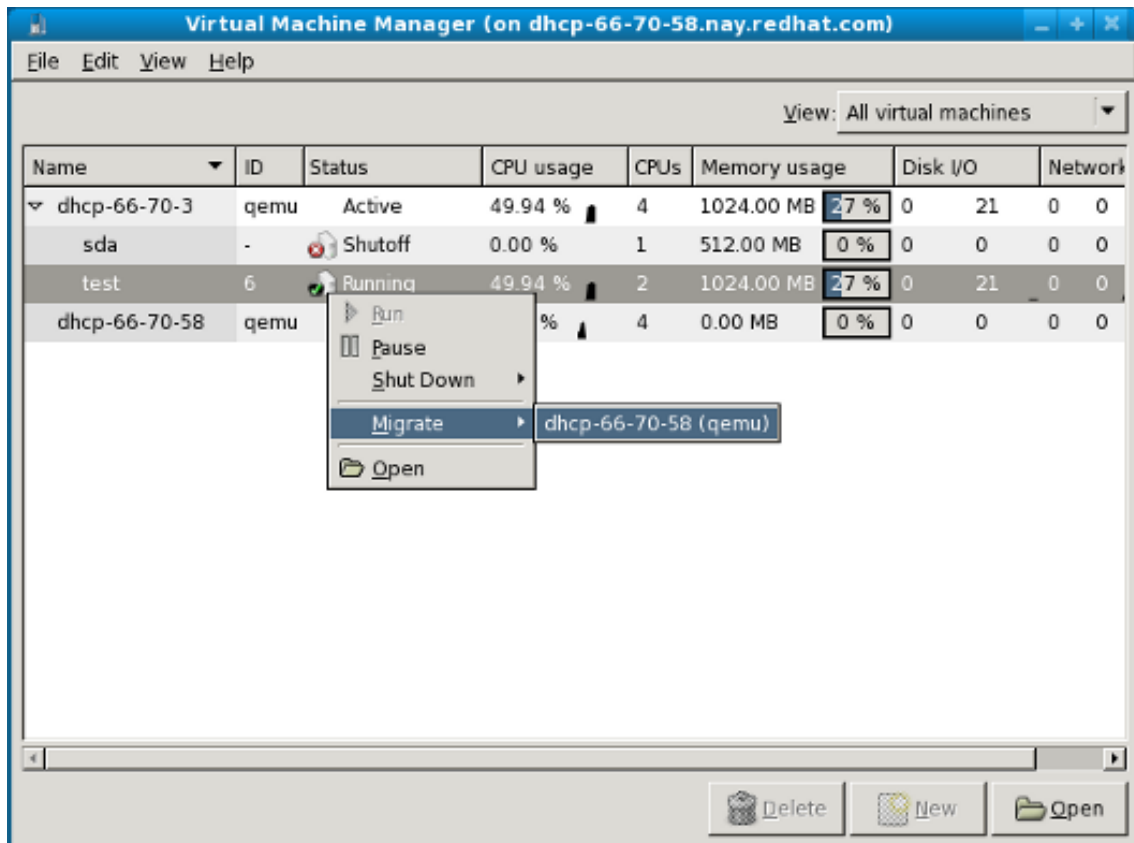 Virtual Machine Manager (on dhcp-66-70-58.nay.redhat.com)
File Edit View Help
View: All virtual machines
Name ID Status CPU usage CPUs Memory usage Disk I/O Network
dhcp-66-70-3 qemu Active 49.94 % 4 1024.00 MB 27 % 0 21 0 0
sda - Shutoff 0.00 % 1 512.00 MB 0 % 0 0 0 0
test 6 Running 49.94 % 2 1024.00 MB 27 % 0 21 0 0
dhcp-66-70-58 qemu % 4 0.00 MB 0 % 0 0 0 0
Run
Pause
Shut Down
Migrate dhcp-66-70-58 (qemu)
Open
Delete New Open